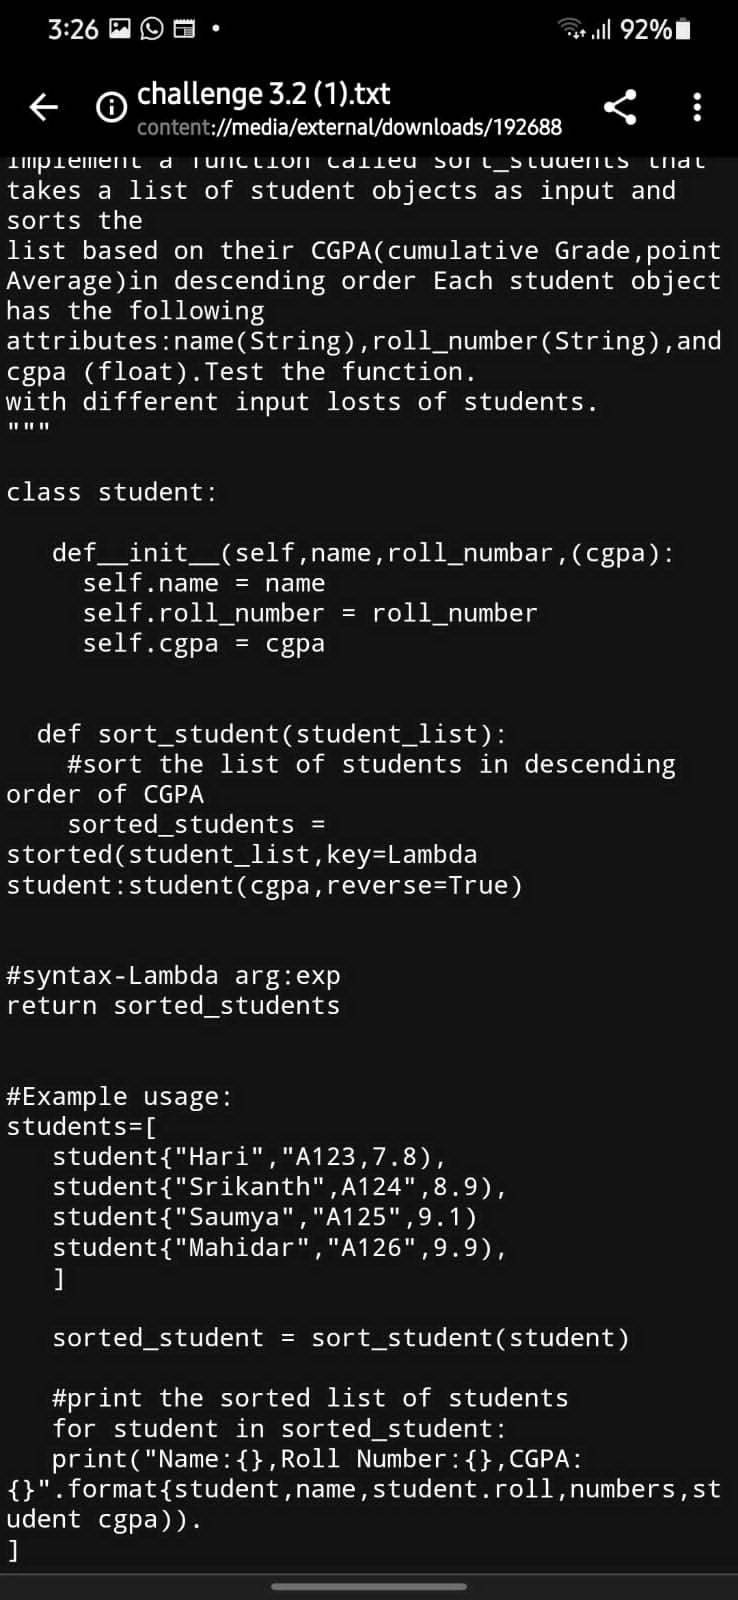 3:26 92%
challenge 3.2 (1).txt
content://media/external/downloads/192688
implement a function called sort_students that
takes a list of student objects as input and
sorts the
list based on their CGPA(cumulative Grade,point
Average)in descending order Each student object
has the following
attributes:name(String),roll_number(String),and
cgpa (float).Test the function.
with different input losts of students.
"""
class student:
def__init__(self,name,roll_numbar,(cgpa):
self.name = name
self.roll_number = roll_number
self.cgpa = cgpa
def sort_student(student_list):
#sort the list of students in descending
order of CGPA
sorted_students =
storted(student_list,key=Lambda
student:student(cgpa,reverse=True)
#syntax-Lambda arg:exp
return sorted_students
#Example usage:
students=[
student{"Hari","A123,7.8),
student{"Srikanth",A124",8.9),
student{"Saumya","A125",9.1)
student{"Mahidar","A126",9.9),
]
sorted_student = sort_student(student)
#print the sorted list of students
for student in sorted_student:
print("Name:{},Roll Number:{},CGPA:
{}".format{student,name,student.roll,numbers,st
udent cgpa)).
]